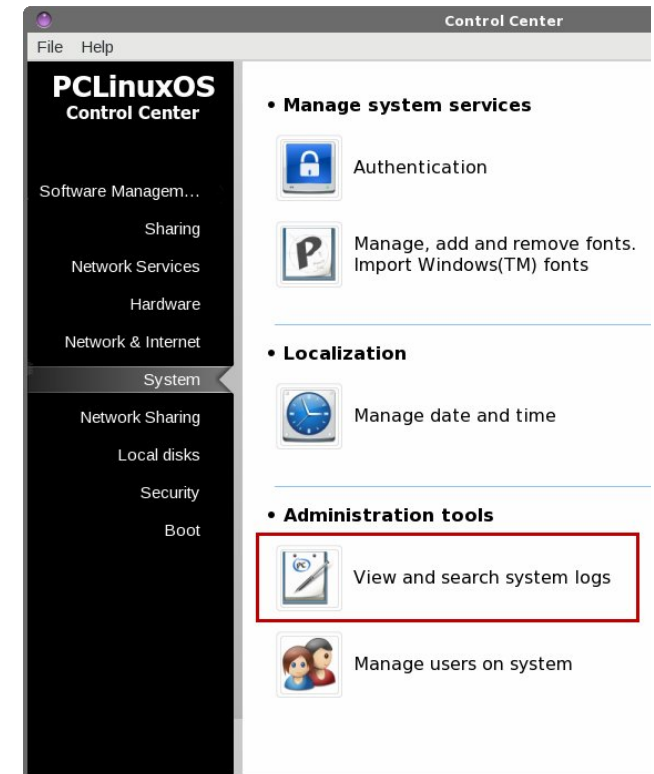 Control Center
File Help
PCLinuxOS
Control Center
Software Managem...
Sharing
Network Services
Hardware
Network & Internet
System
Network Sharing
Local disks
Security
Boot
• Manage system services
Authentication
Manage, add and remove fonts.
Import Windows(TM) fonts
• Localization
Manage date and time
• Administration tools
View and search system logs
Manage users on system